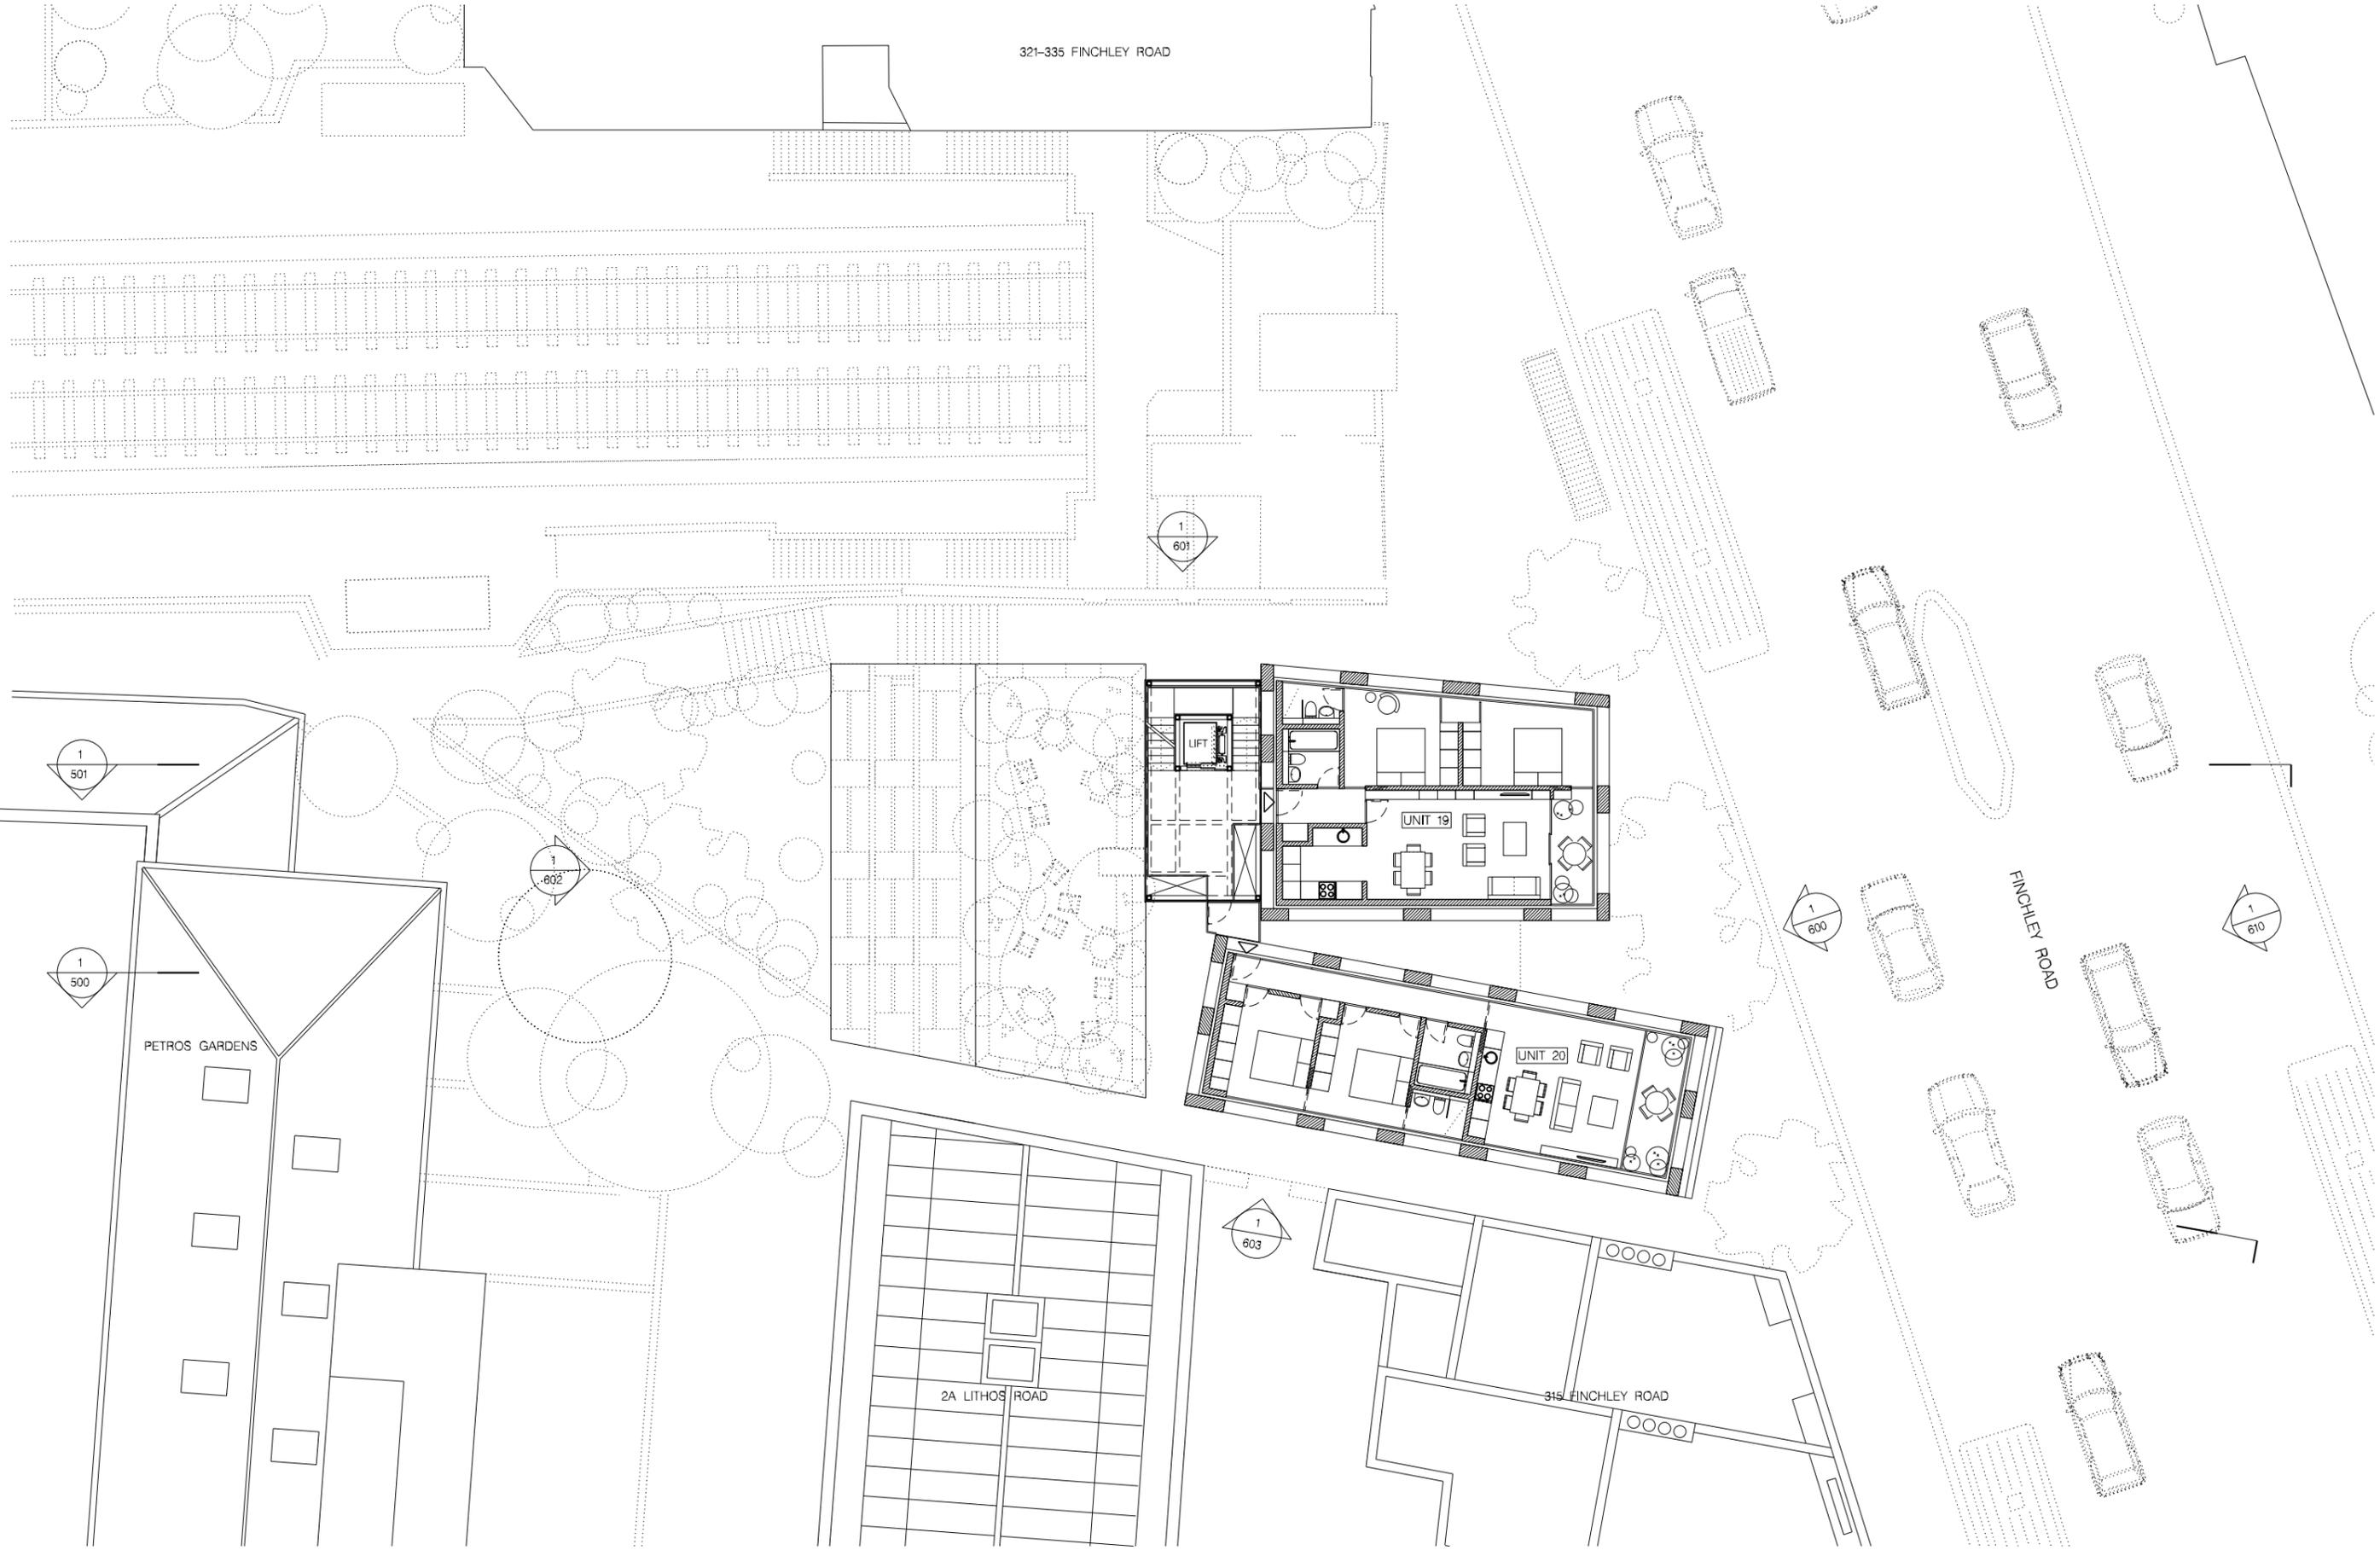 321-335 FINCHLEY ROAD
1
601
LIFT
1
501
UNIT 19
1
602
1
600
FINCHLEY ROAD
1
610
1
500
PETROS GARDENS
UNIT 20
1
603
2A LITHOS ROAD
315 FINCHLEY ROAD